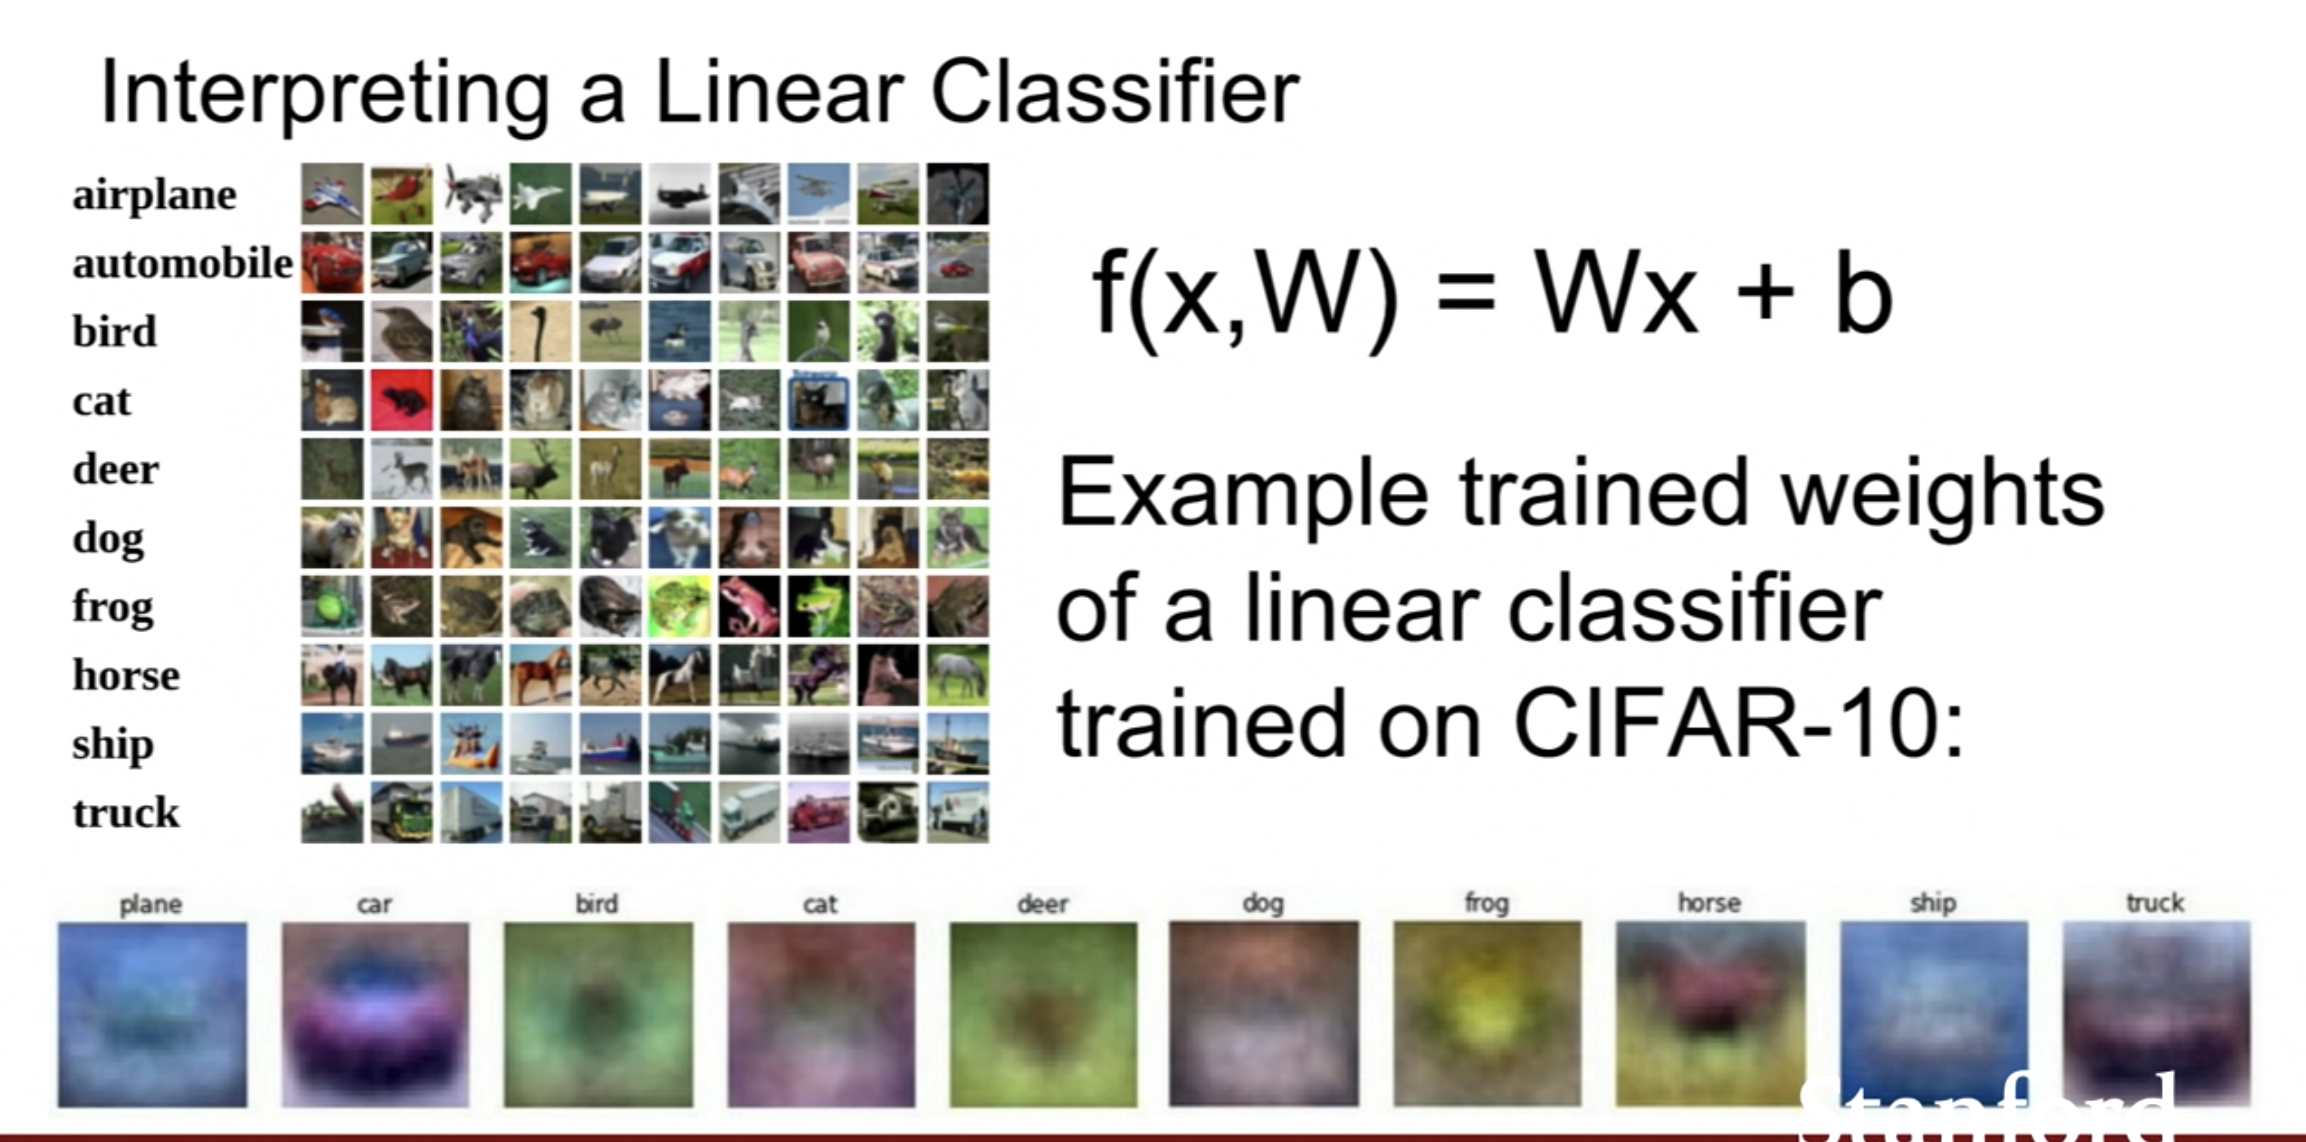 Interpreting a Linear Classifier
airplane
automobile
bird
cat
deer
dog
frog
horse
ship
truck
f(x,W) = Wx + b
Example trained weights
of a linear classifier
trained on CIFAR-10:
plane car bird cat deer dog frog horse ship truck
Stanford